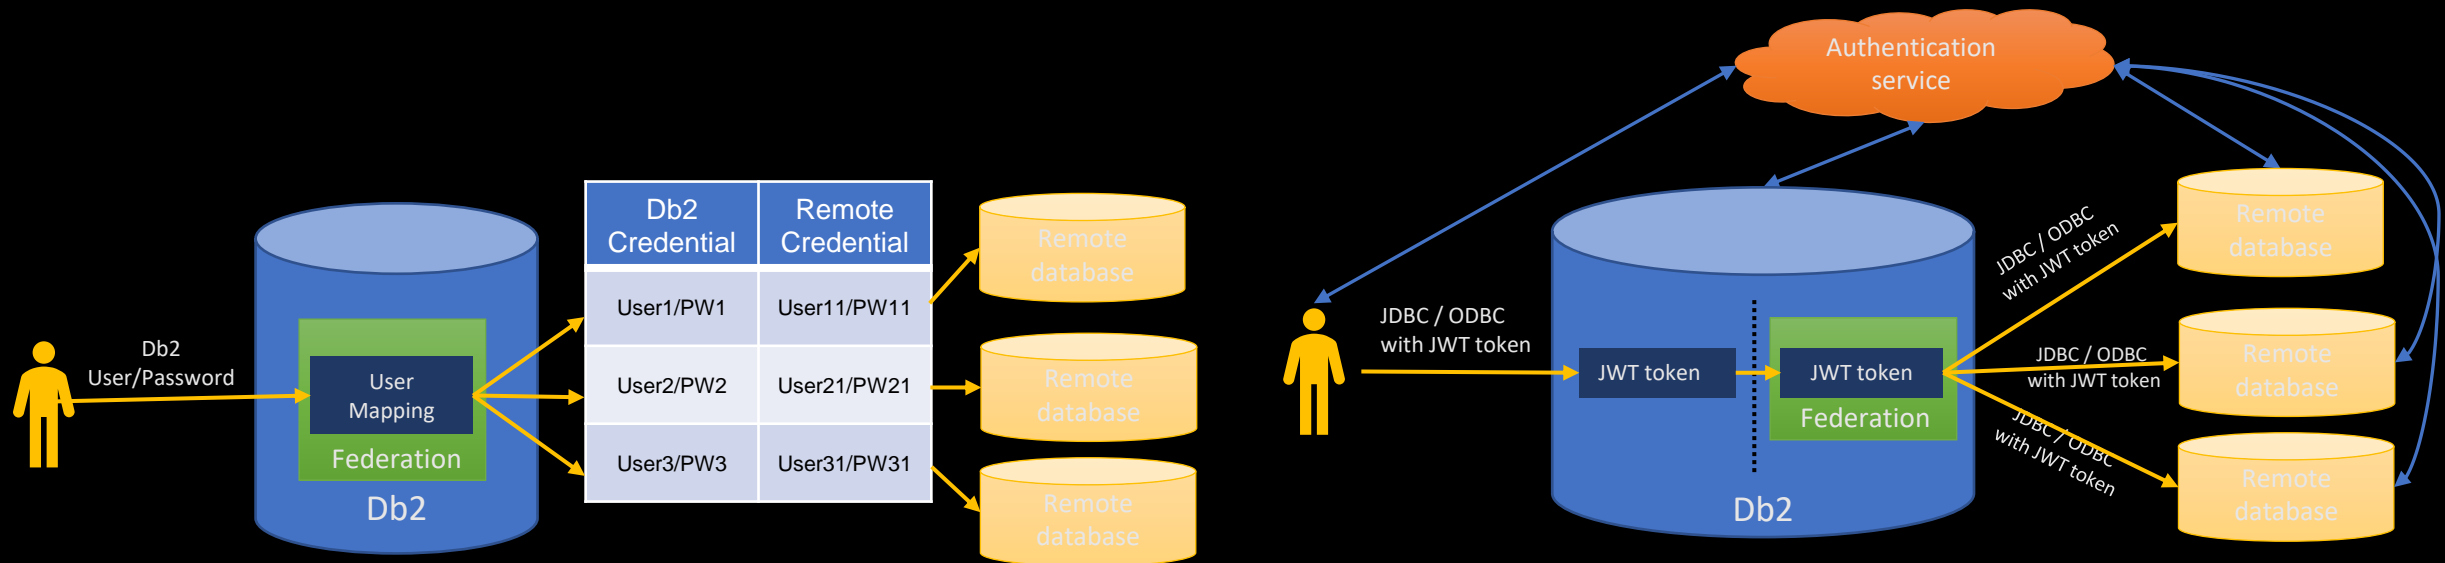 Db2
User/Password
User
Mapping
Federation
Db2
Db2
Credential
Remote
Credential
User1/PW1
User11/PW11
User2/PW2
User21/PW21
User3/PW3
User31/PW31
Remote
database
Remote
database
Remote
database
Authentication
service
JDBC / ODBC
with JWT token
JWT token
JWT token
Federation
Db2
JDBC / ODBC
with JWT token
JDBC / ODBC
with JWT token
JDBC / ODBC
with JWT token
Remote
database
Remote
database
Remote
database